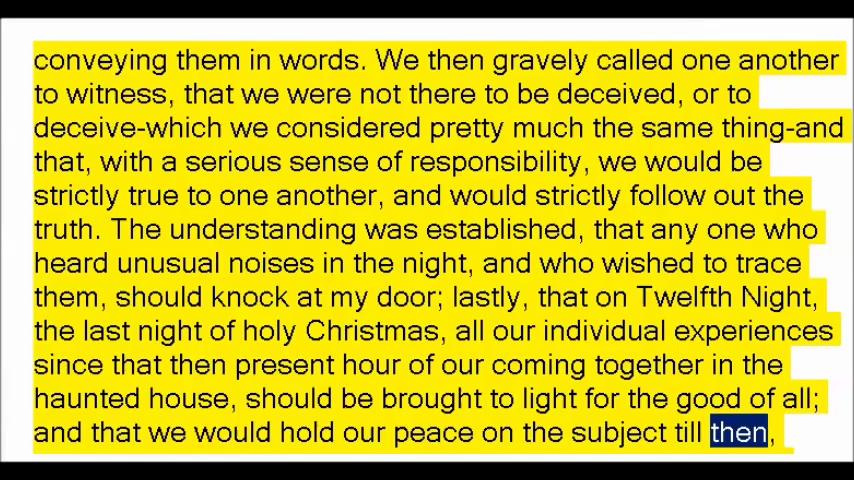 conveying them in words. We then gravely called one another
to witness, that we were not there to be deceived, or to
deceive-which we considered pretty much the same thing-and
that, with a serious sense of responsibility, we would be
strictly true to one another, and would strictly follow out the
truth. The understanding was established, that any one who
heard unusual noises in the night, and who wished to trace
them, should knock at my door; lastly, that on Twelfth Night,
the last night of holy Christmas, all our individual experiences
since that then present hour of our coming together in the
haunted house, should be brought to light for the good of all;
and that we would hold our peace on the subject till then,